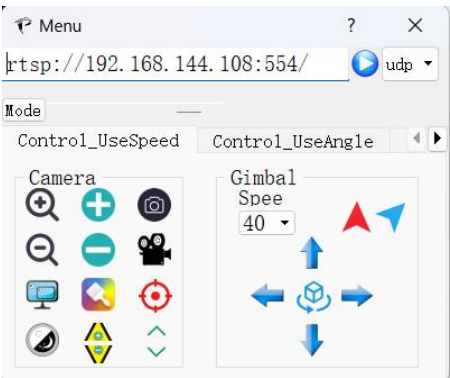 Menu
rtsp://192.168.144.108:554/
udp
Mode
Control_UseSpeed
Control_UseAngle
Camera
Gimbal
Spee
40